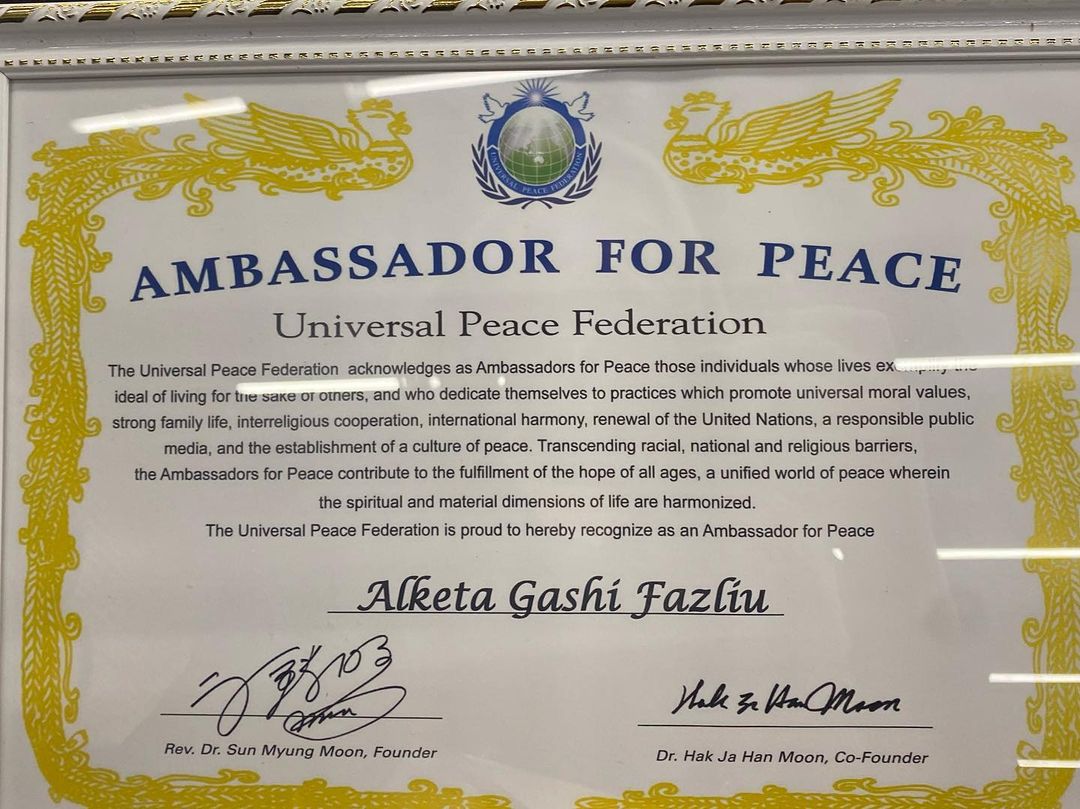 UNIVERSAL PEACE FEDERATION
AMBASSADOR FOR PEACE
Universal Peace Federation
The Universal Peace Federation acknowledges as Ambassadors for Peace those individuals whose lives exemplify the
ideal of living for the sake of others, and who dedicate themselves to practices which promote universal moral values,
strong family life, interreligious cooperation, international harmony, renewal of the United Nations, a responsible public
media, and the establishment of a culture of peace. Transcending racial, national and religious barriers,
the Ambassadors for Peace contribute to the fulfillment of the hope of all ages, a unified world of peace wherein
the spiritual and material dimensions of life are harmonized.
The Universal Peace Federation is proud to hereby recognize as an Ambassador for Peace
Alketa Gashi Fazliu
Hak Ja Han Moon
Rev. Dr. Sun Myung Moon, Founder
Dr. Hak Ja Han Moon, Co-Founder